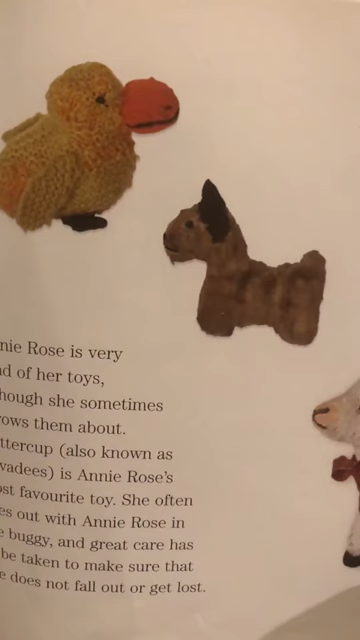 nie Rose is very
d of her toys,
hough she sometimes
rows them about.
ttercup (also known as
vadees) is Annie Rose's
ost favourite toy. She often
es out with Annie Rose in
e buggy, and great care has
be taken to make sure that
e does not fall out or get lost.